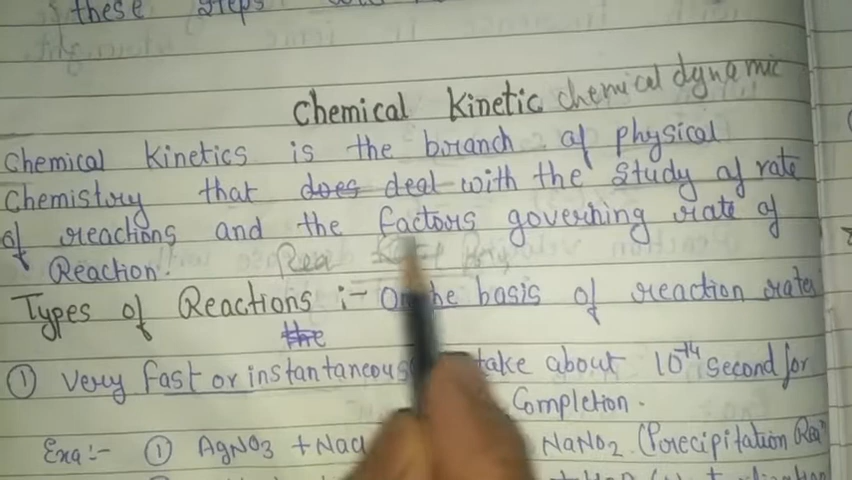 these steps
Chemical Kinetic chemical dynamic
Chemical Kinetics is the branch of physical
Chemistry that does deal with the study of rate
of reactions and the factors governing rate of
Reaction.
Types of Reactions :- On the basis of reaction rates
the
① Very fast or instantaneous take about 10⁻¹⁴ second for
Completion.
Exa :- ① AgNO3 + Nacl NaNO2 (Precipitation Rea